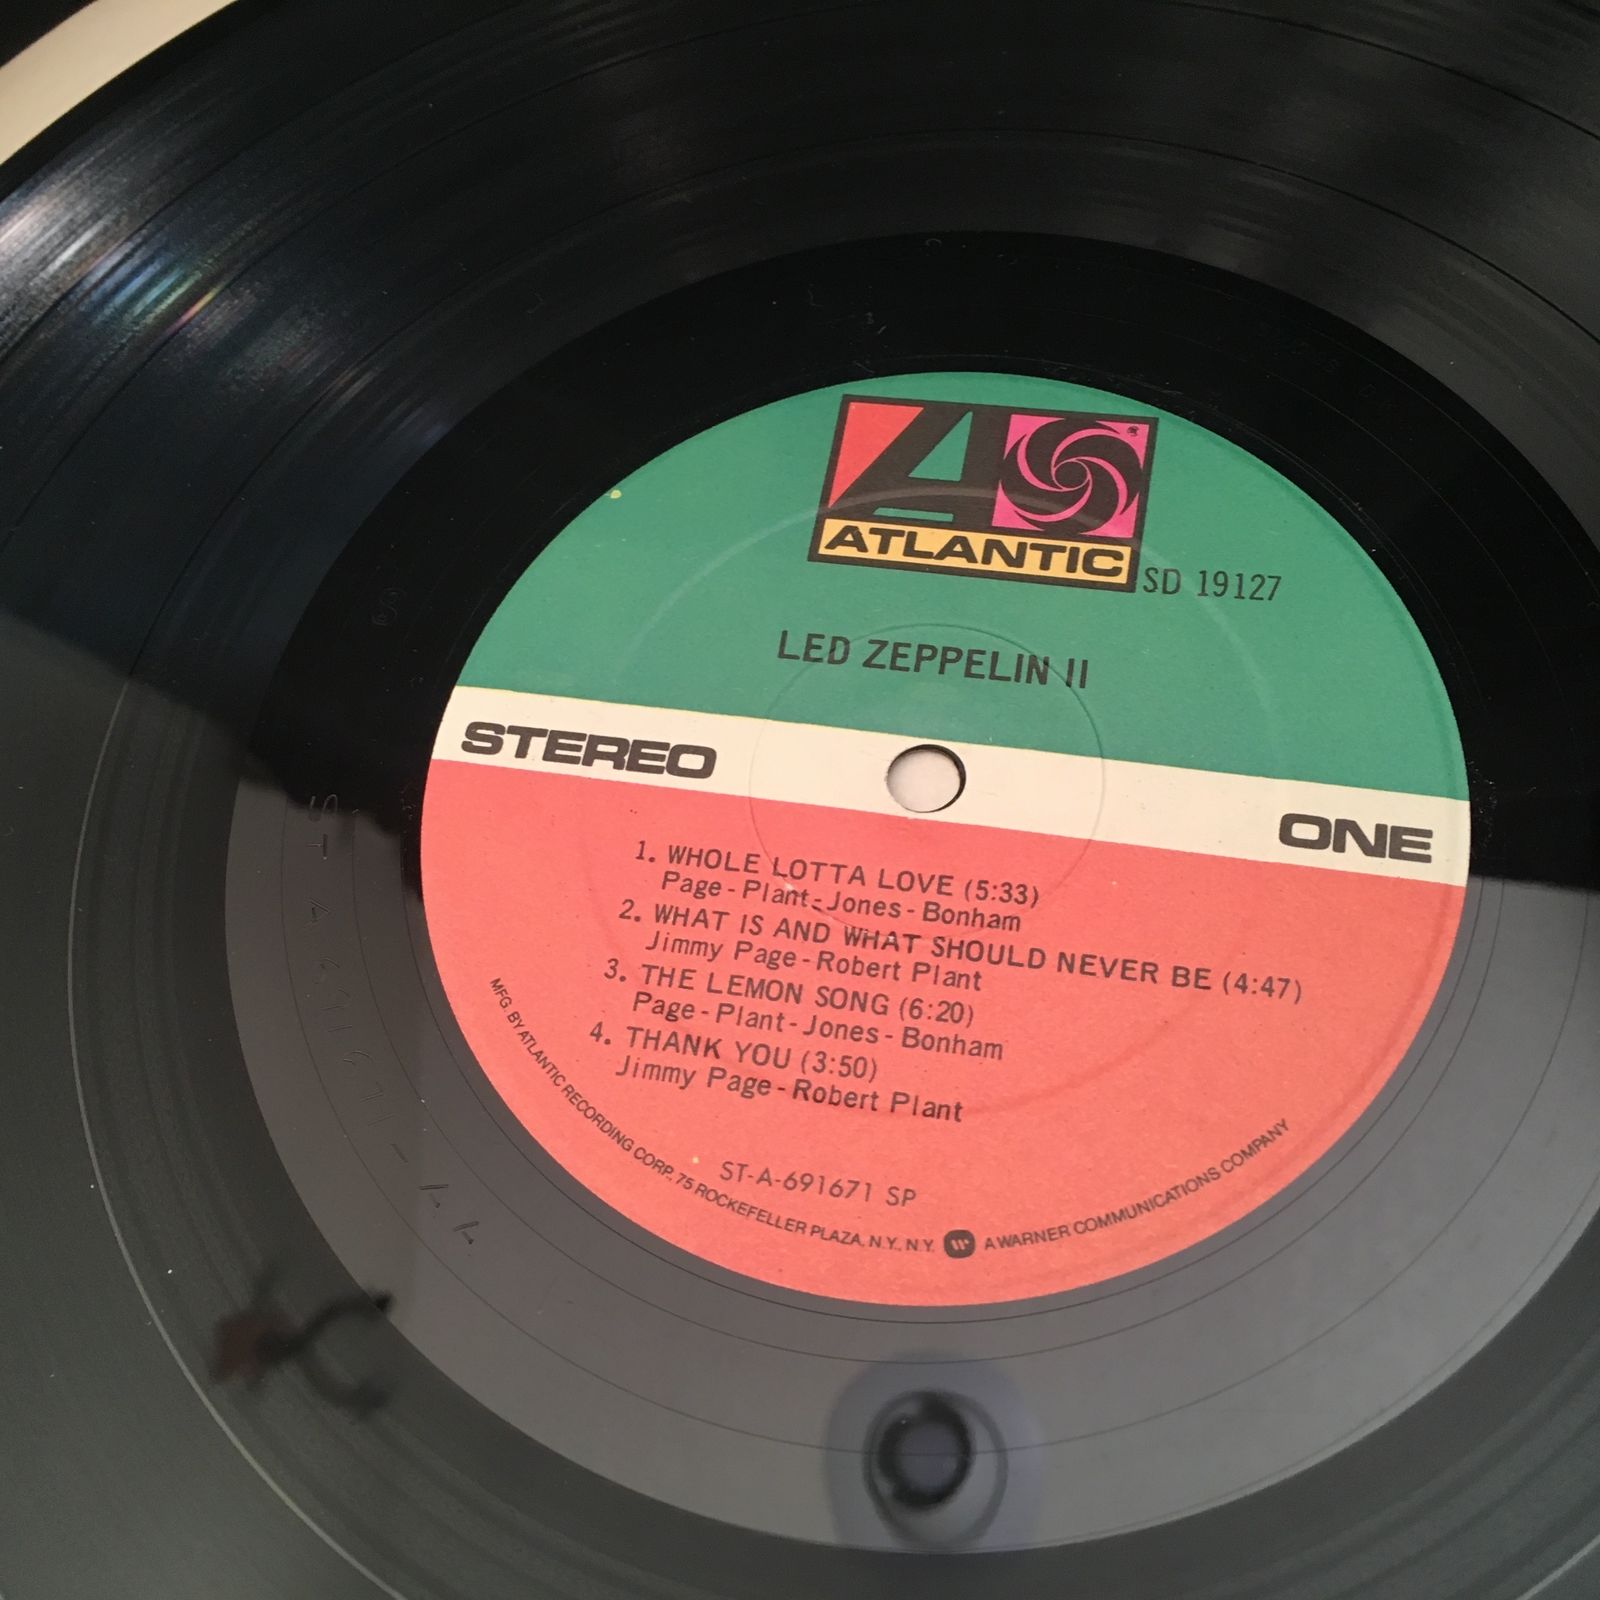 ATLANTIC
SD 19127
LED ZEPPELIN II
STEREO
ONE
1. WHOLE LOTTA LOVE (5:33)
Page - Plant - Jones - Bonham
2. WHAT IS AND WHAT SHOULD NEVER BE (4:47)
Jimmy Page - Robert Plant
3. THE LEMON SONG (6:20)
Page - Plant - Jones - Bonham
4. THANK YOU (3:50)
Jimmy Page - Robert Plant
ST-A-691671 SP
MFG. BY ATLANTIC RECORDING CORP., 75 ROCKEFELLER PLAZA, N.Y., N.Y. A WARNER COMMUNICATIONS COMPANY